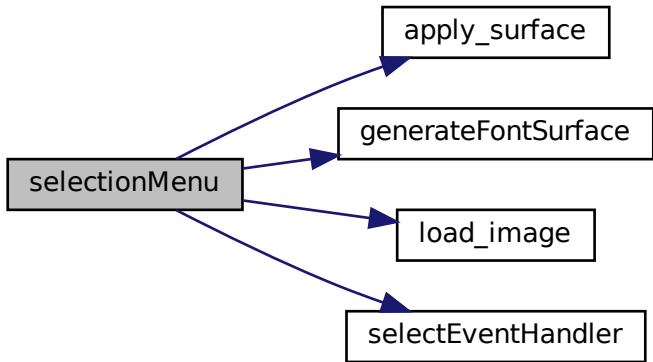 apply_surface
generateFontSurface
selectionMenu
load_image
selectEventHandler